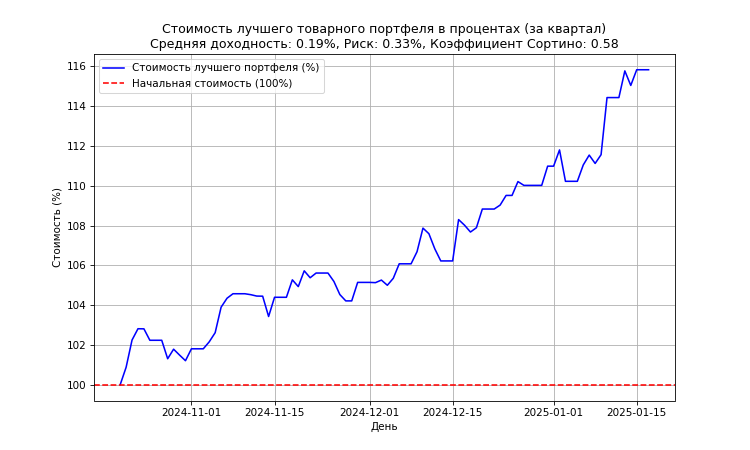 Стоимость лучшего товарного портфеля в процентах (за квартал)
Средняя доходность: 0.19%, Риск: 0.33%, Коэффициент Сортино: 0.58
Стоимость лучшего портфеля (%)
Начальная стоимость (100%)
116
114
112
110
108
106
104
102
100
Стоимость (%)
2024-11-01
2024-11-15
2024-12-01
2024-12-15
2025-01-01
2025-01-15
День